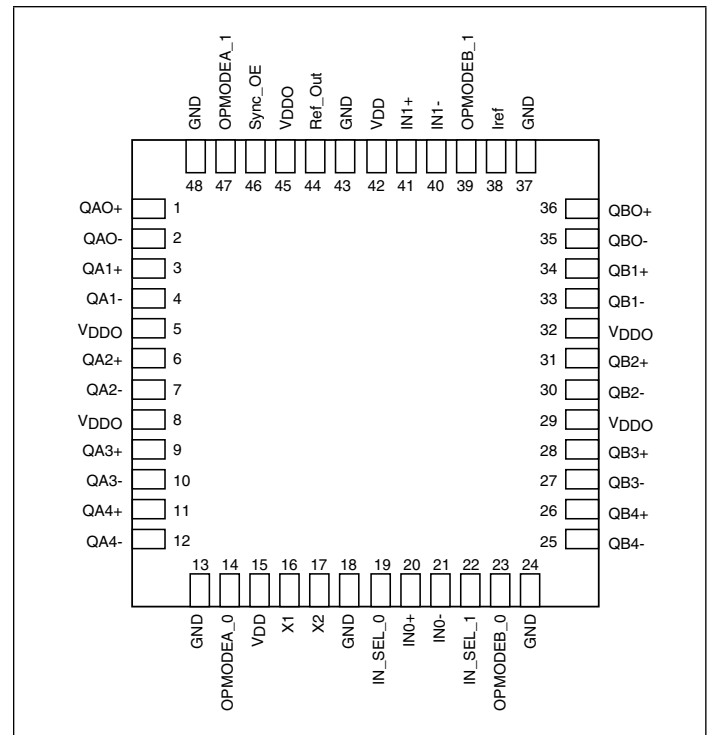 GND OPMODEA_1 Sync_OE VDDO Ref_Out GND VDD IN1+ IN1- OPMODEB_1 Iref GND
48 47 46 45 44 43 42 41 40 39 38 37
QAO+ 1 36 QBO+
QAO- 2 35 QBO-
QA1+ 3 34 QB1+
QA1- 4 33 QB1-
VDDO 5 32 VDDO
QA2+ 6 31 QB2+
QA2- 7 30 QB2-
VDDO 8 29 VDDO
QA3+ 9 28 QB3+
QA3- 10 27 QB3-
QA4+ 11 26 QB4+
QA4- 12 25 QB4-
13 14 15 16 17 18 19 20 21 22 23 24
GND OPMODEA_0 VDD X1 X2 GND IN_SEL_0 IN0+ IN0- IN_SEL_1 OPMODEB_0 GND